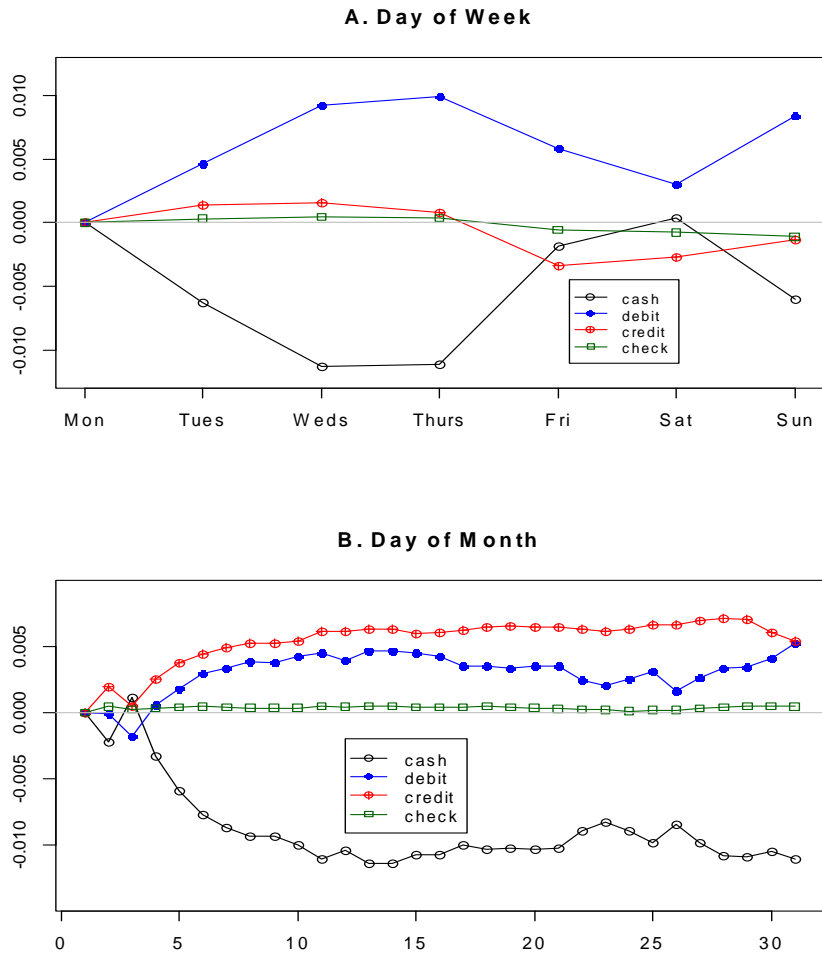 A. Day of Week
0.010
0.005
0.000
-0.005
-0.010
cash
debit
credit
check
Mon Tues Weds Thurs Fri Sat Sun
B. Day of Month
0.005
0.000
-0.005
-0.010
cash
debit
credit
check
0 5 10 15 20 25 30